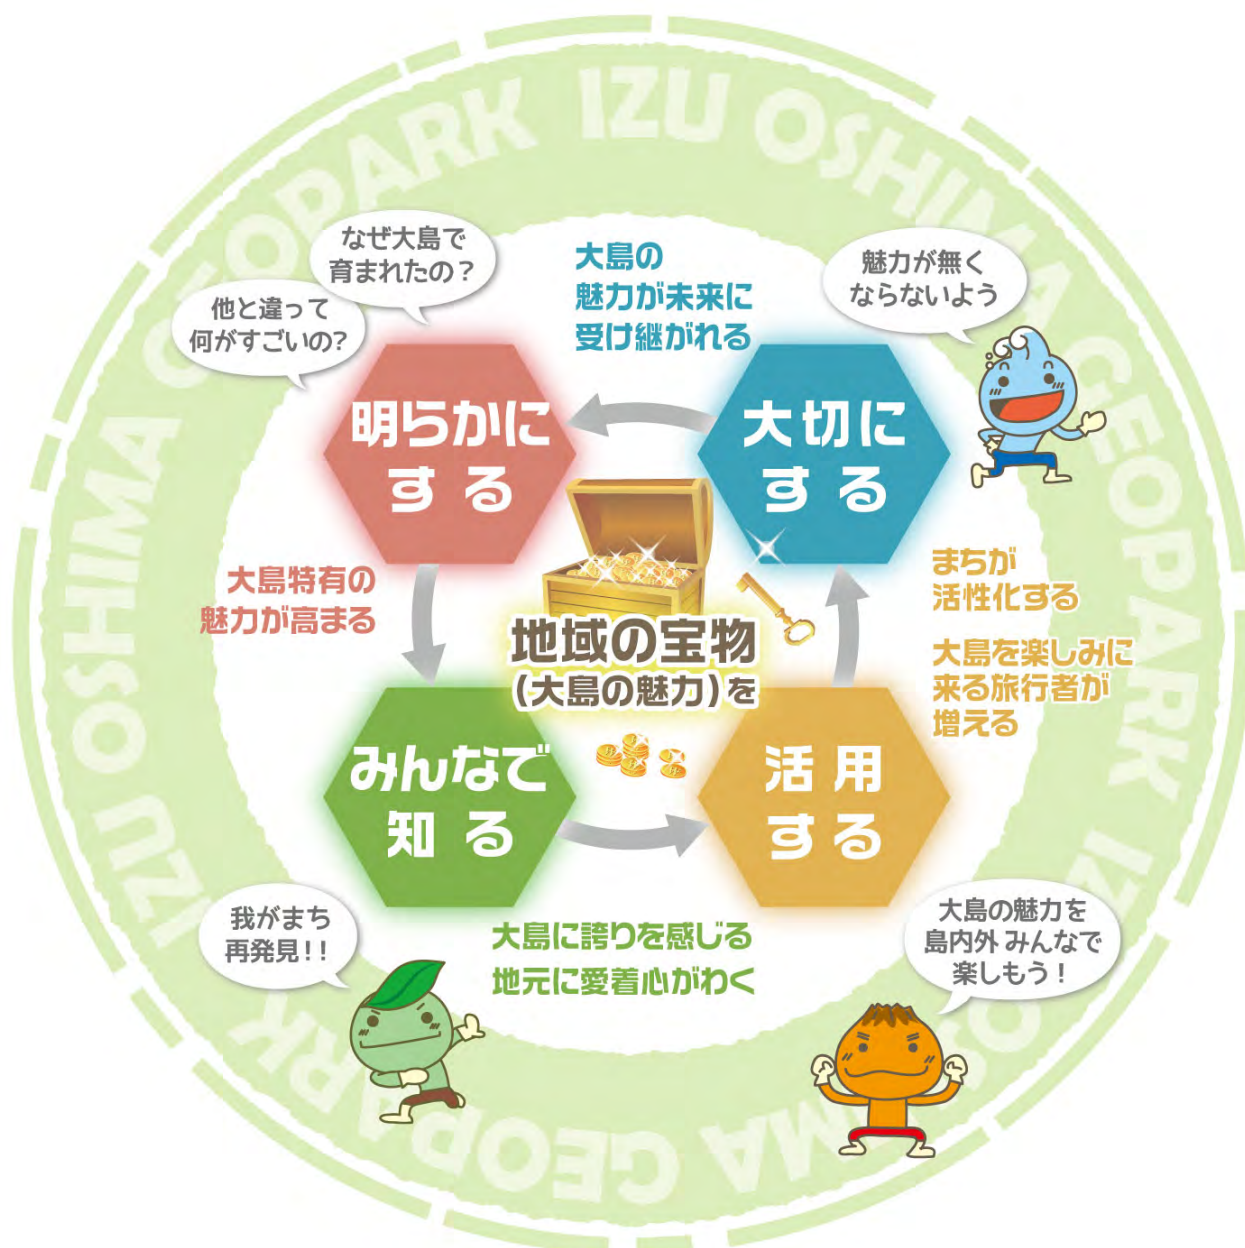 IZU OSHIMA GEOPARK IZU OSHIMA GEOPARK IZU OSHIMA GEOPARK
なぜ大島で
育まれたの？
他と違って
何がすごいの?
大島の
魅力が未来に
受け継がれる
魅力が無く
ならないよう
明らかに
する
大切に
する
大島特有の
魅力が高まる
地域の宝物
(大島の魅力)を
まちが
活性化する
大島を楽しみに
来る旅行者が
増える
みんなで
知る
活用
する
我がまち
再発見!!
大島に誇りを感じる
地元に愛着心がわく
大島の魅力を
島内外 みんなで
楽しもう！